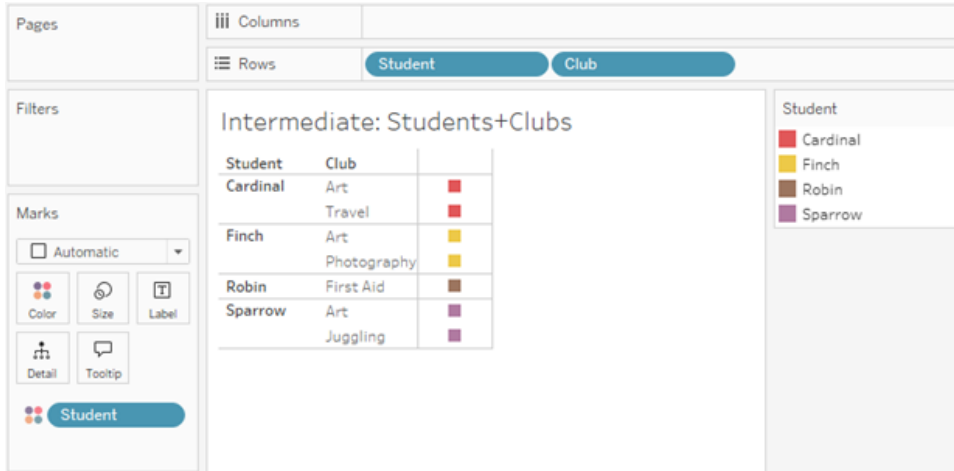 Pages
Columns
Rows Student Club
Filters
Intermediate: Students+Clubs
Student Club
Cardinal Art
Travel
Finch Art
Photography
Robin First Aid
Sparrow Art
Juggling
Marks
Automatic
Color Size Label
Detail Tooltip
Student
Student
Cardinal
Finch
Robin
Sparrow